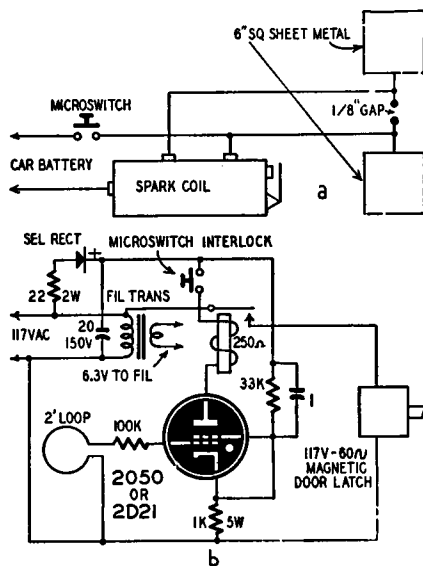 6" SQ SHEET METAL
MICROSWITCH
1/8" GAP
CAR BATTERY
SPARK COIL
a
SEL RECT
+
MICROSWITCH INTERLOCK
22
2W
FIL TRANS
117VAC
20
150V
250Ω
6.3V TO FIL
33K
1
2' LOOP
100K
2050
OR
2D21
117V-60∿
MAGNETIC
DOOR LATCH
1K
5W
b